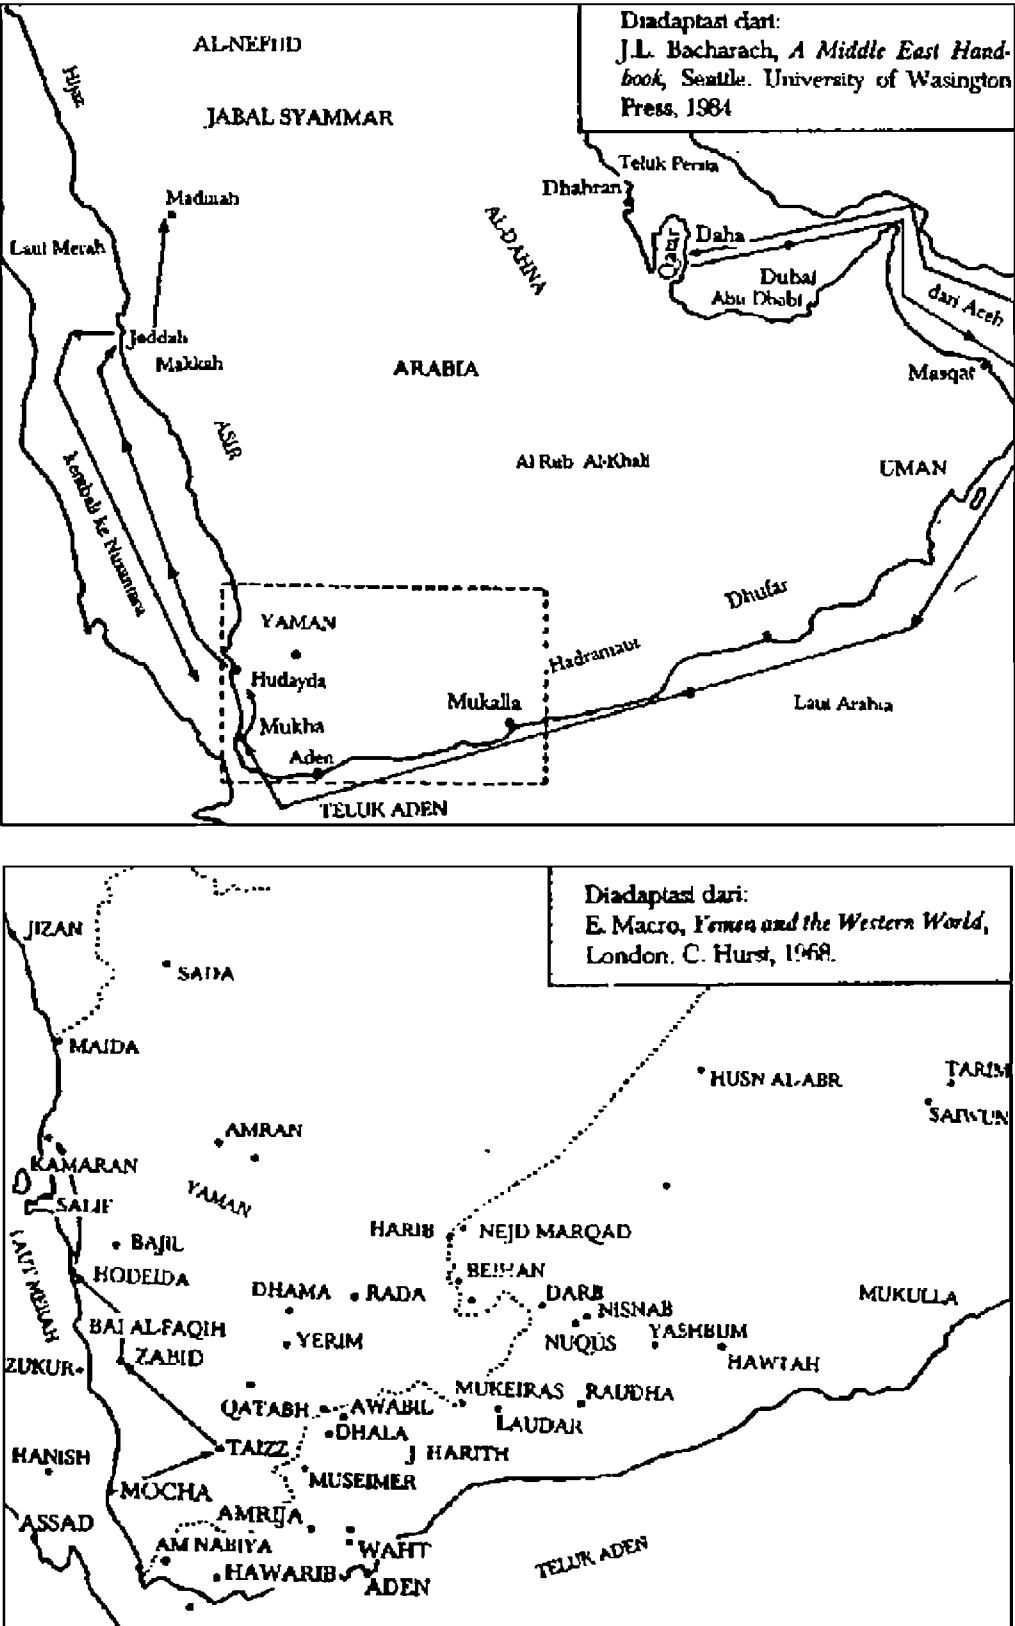 Diadaptasi dari:
J.L. Bacharach, A Middle East Hand-
book, Seattle. University of Wasington
Press, 1984
AL-NEFUD
Hijaz
JABAL SYAMMAR
Teluk Persia
Dhahran
Madinah
AL-DAHNA
Qatar
Daha
Laut Merah
Dubai
Abu Dhabi
dari Aceh
Jeddah
Makkah
ARABIA
Masqat
ASIR
Al Rub Al-Khali
UMAN
kembali ke Nusantara
Dhufar
YAMAN
Hadramaut
Hudayda
Mukalla
Laut Arabia
Mukha
Aden
TELUK ADEN
Diadaptasi dari:
E. Macro, Yemen and the Western World,
London. C. Hurst, 1968.
JIZAN
SADA
MAIDA
HUSN AL-ABR
TARIM
SAIWUN
AMRAN
KAMARAN
YAMAN
SALIF
HARIB
NEJD MARQAD
BAJIL
LAUT MERAH
HODEIDA
BEIHAN
DHAMA
RADA
DARB
NISNAB
MUKULLA
BAI AL-FAQIH
YERIM
NUQUS
YASHBUM
ZUKUR
ZABID
HAWTAH
MUKEIRAS
RAUDHA
QATABH
AWABIL
LAUDAR
DHALA
TAIZZ
J HARITH
HANISH
MUSEIMER
MOCHA
AMRIJA
ASSAD
AM NABIYA
WAHT
TELUK ADEN
HAWARIB
ADEN